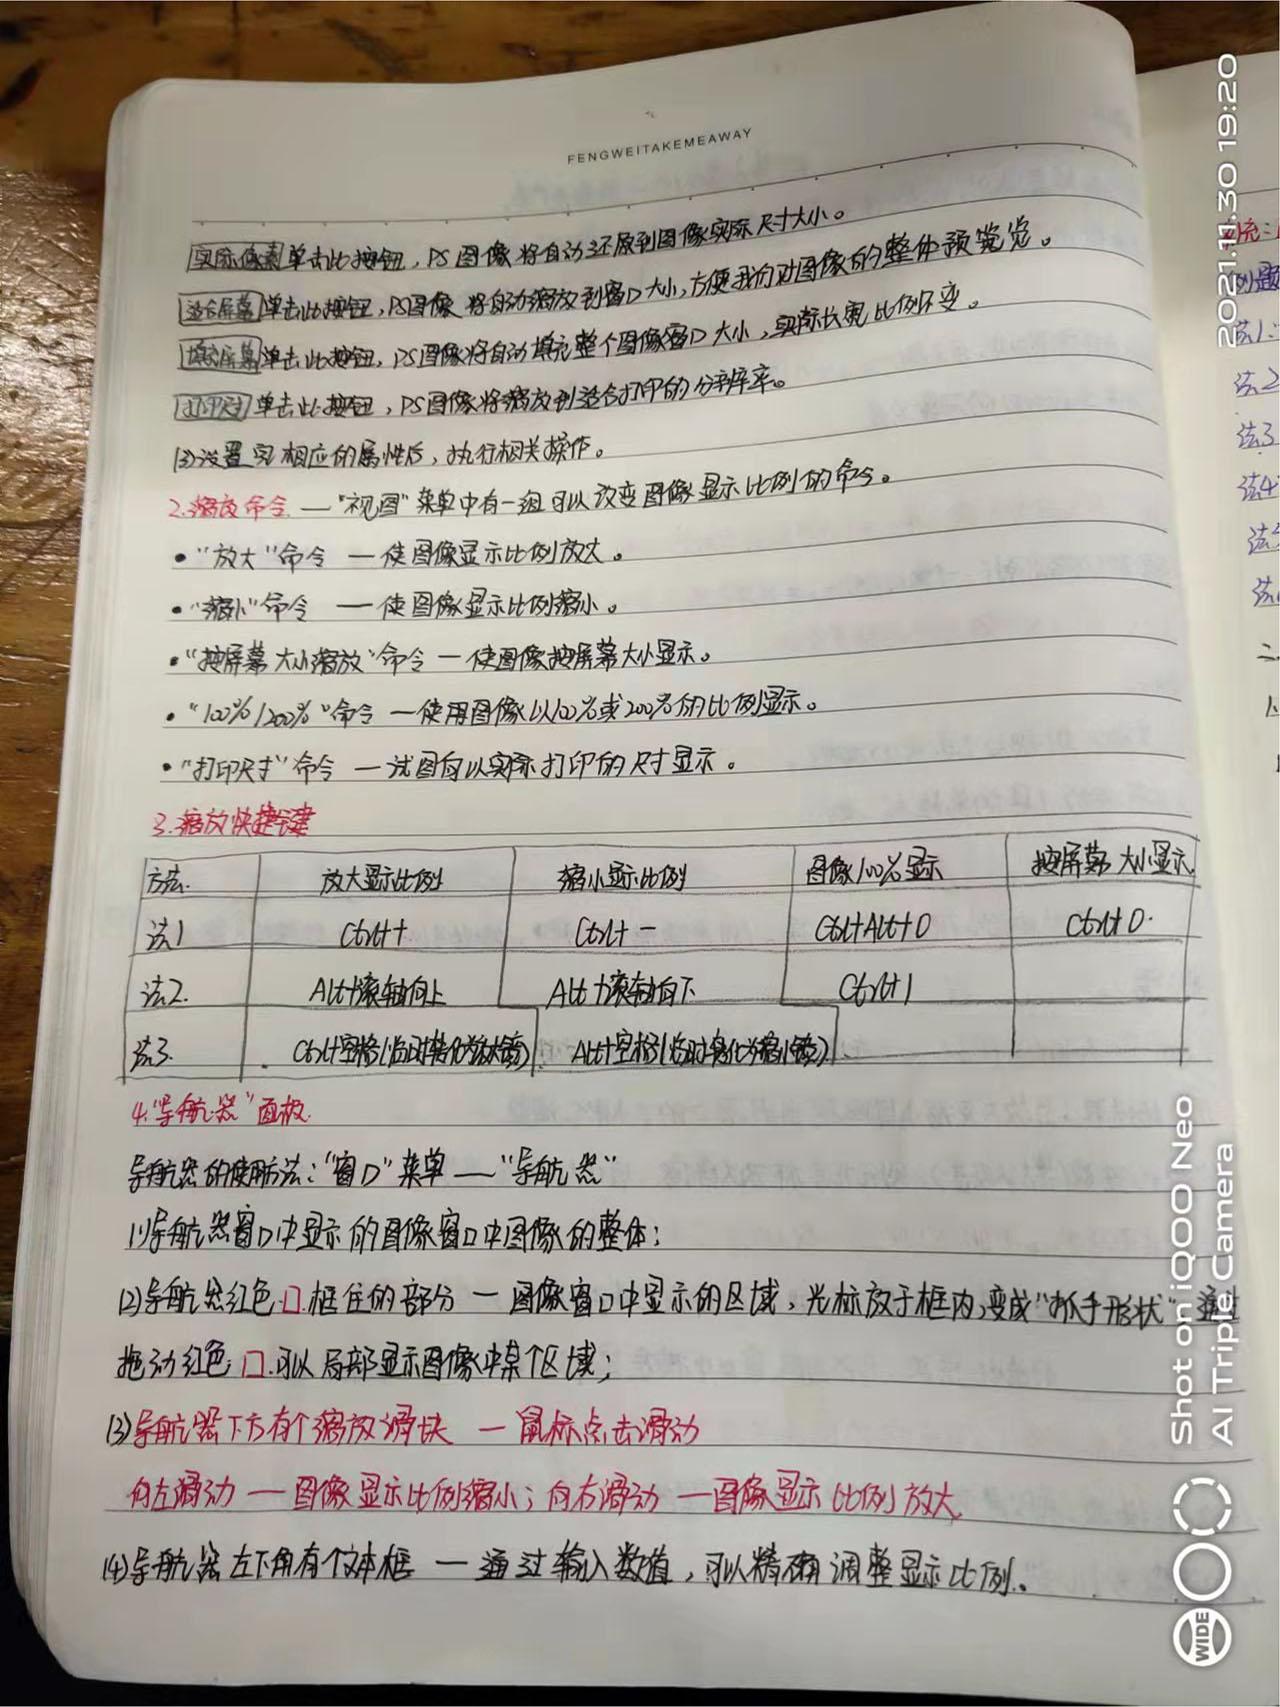 FENGWEITAKEMEAWAY
实际像素 单击此按钮，PS图像将自动还原到图像实际尺寸大小。
适合屏幕 单击此按钮，PS图像将自动缩放到窗口大小，方便我们对图像的整体预览览。
填充屏幕 单击此按钮，PS图像将自动填充整个图像窗口大小，实际长宽比例不变。
打印尺寸 单击此按钮，PS图像将缩放到适合打印的分辨率。
(3)设置完相应的属性后，执行相关操作。
2.缩放命令 —"视图"菜单中有一组可以改变图像显示比例的命令。
•"放大"命令 —使图像显示比例放大。
•"缩小"命令 —使图像显示比例缩小。
•"按屏幕大小缩放"命令 —使图像按屏幕大小显示。
•"100%/200%"命令 —使用图像以100%或200%的比例显示。
•"打印尺寸"命令 —试图向以实际打印的尺寸显示。
3.缩放快捷键
方法. 放大显示比例 缩小显示比例 图像100%显示 按屏幕大小显示
法1 Ctrl++ Ctrl+- Ctrl+Alt+0 Ctrl+0.
法2. Alt+滚轴向上 Alt+滚轴向下 Ctrl+1
法3. Ctrl+空格(临时转化为放大镜) Alt+空格(临时转化为缩小镜)
4."导航器"面板.
导航器的使用方法："窗口"菜单 —"导航器"
(1)导航器窗口中显示的图像窗口中图像的整体；
(2)导航器红色口.框住的部分 — 图像窗口中显示的区域，光标放于框内,变成"抓手形状" 通过
拖动红色口.可以局部显示图像中某个区域；
(3)导航器下方有个缩放滑块 — 鼠标点击滑动
向左滑动 — 图像显示比例缩小；向右滑动 — 图像显示比例放大
(4)导航器左下角有个文本框 — 通过输入数值，可以精确调整显示比例。
法2
法3
法4
2021.11.30 19:20
Shot on iQOO Neo
AI Triple Camera
WIDE